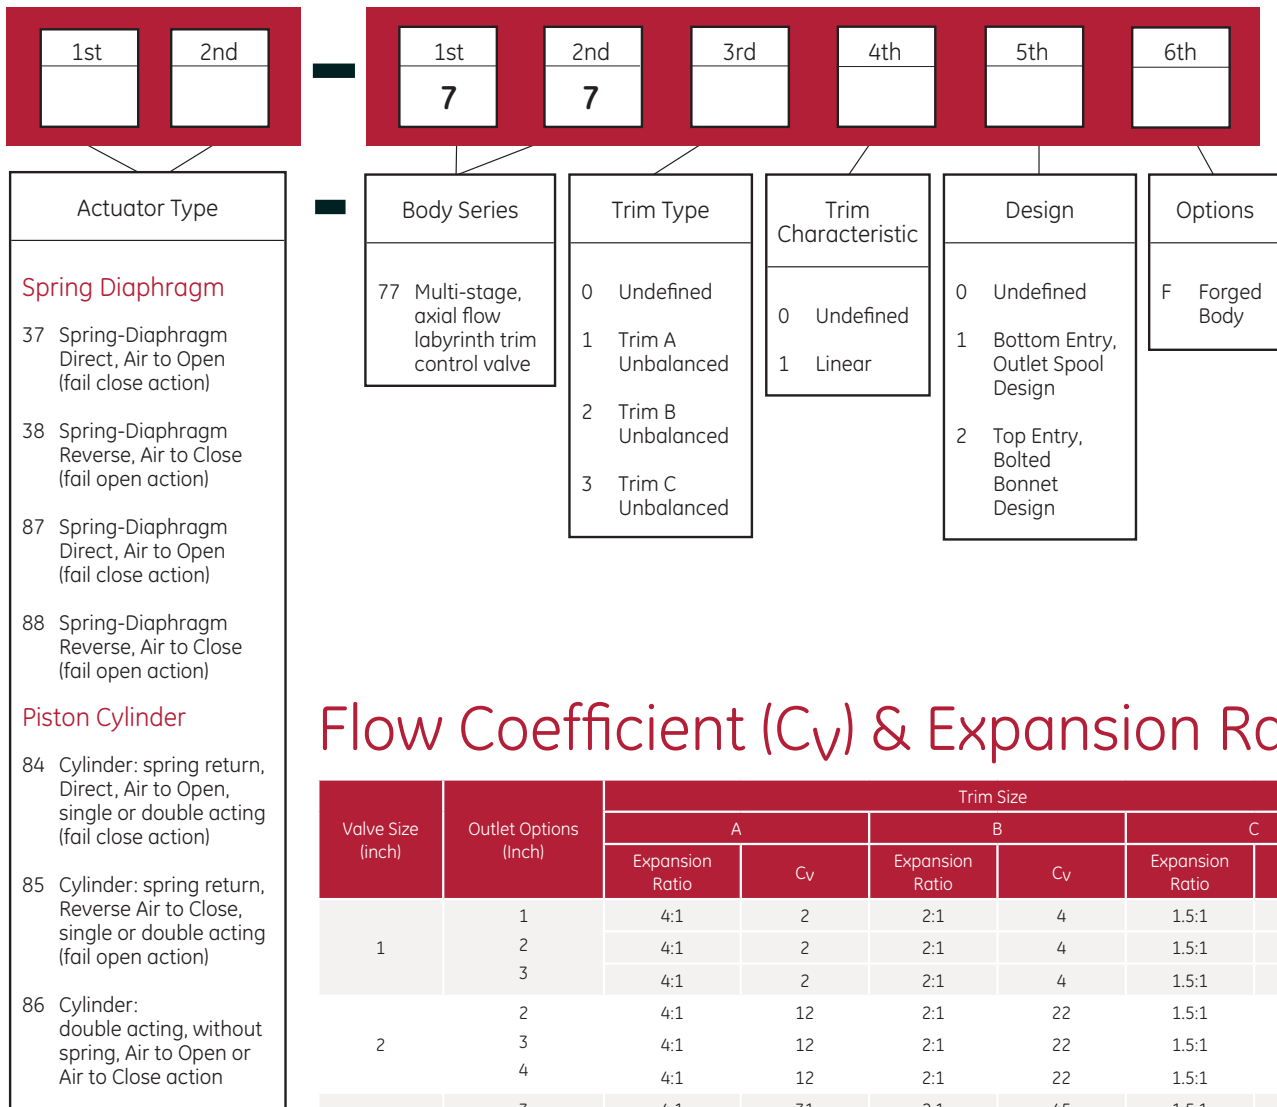 1st 2nd 1st 2nd 3rd 4th 5th 6th
7 7
Actuator Type
Spring Diaphragm
37 Spring-Diaphragm
Direct, Air to Open
(fail close action)
38 Spring-Diaphragm
Reverse, Air to Close
(fail open action)
87 Spring-Diaphragm
Direct, Air to Open
(fail close action)
88 Spring-Diaphragm
Reverse, Air to Close
(fail open action)
Piston Cylinder
84 Cylinder: spring return,
Direct, Air to Open,
single or double acting
(fail close action)
85 Cylinder: spring return,
Reverse Air to Close,
single or double acting
(fail open action)
86 Cylinder:
double acting, without
spring, Air to Open or
Air to Close action
Body Series
77 Multi-stage,
axial flow
labyrinth trim
control valve
Trim Type
0 Undefined
1 Trim A
Unbalanced
2 Trim B
Unbalanced
3 Trim C
Unbalanced
Trim
Characteristic
0 Undefined
1 Linear
Design
0 Undefined
1 Bottom Entry,
Outlet Spool
Design
2 Top Entry,
Bolted
Bonnet
Design
Options
F Forged
Body
Flow Coefficient (Cv) & Expansion
Valve Size
(inch)
Outlet Options
(Inch)
Trim Size
A B C
Expansion
Ratio
Cv
Expansion
Ratio
Cv
Expansion
Ratio
1
1 4:1 2 2:1 4 1.5:1
2 4:1 2 2:1 4 1.5:1
3 4:1 2 2:1 4 1.5:1
2
2 4:1 12 2:1 22 1.5:1
3 4:1 12 2:1 22 1.5:1
4 4:1 12 2:1 22 1.5:1